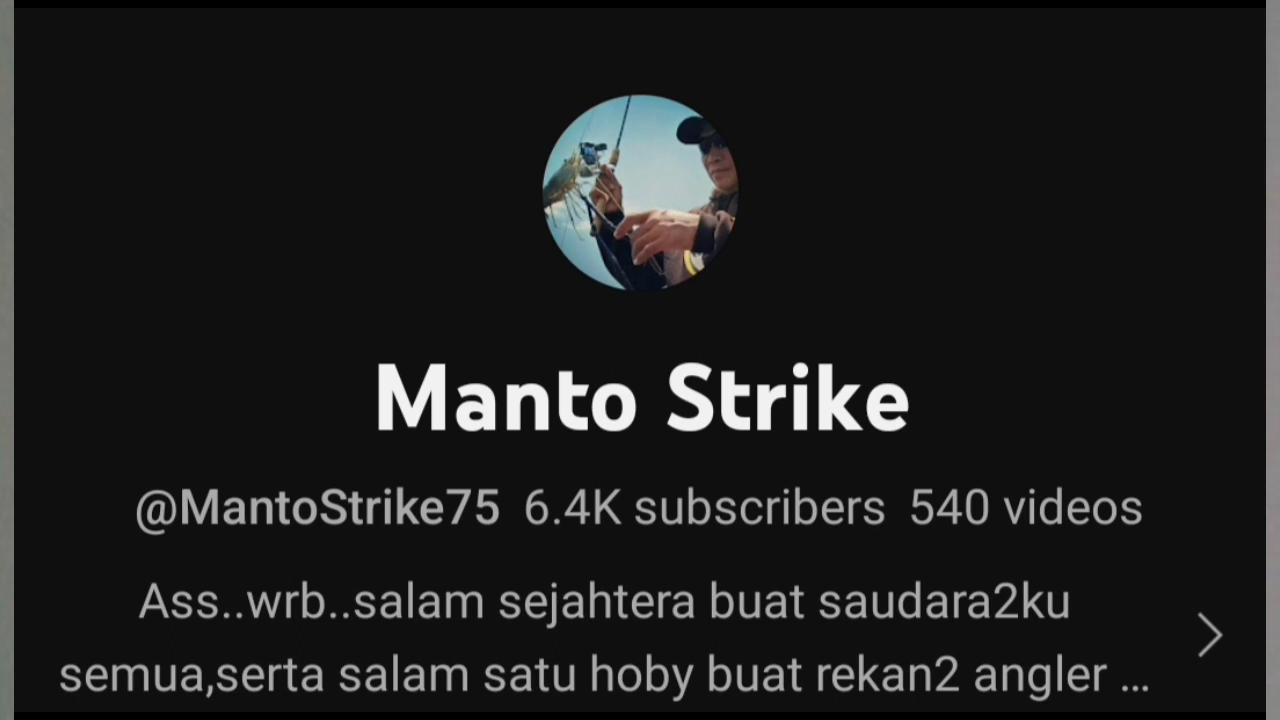 Manto Strike
@MantoStrike75 6.4K subscribers 540 videos
Ass..wrb..salam sejahtera buat saudara2ku
semua,serta salam satu hoby buat rekan2 angler ...